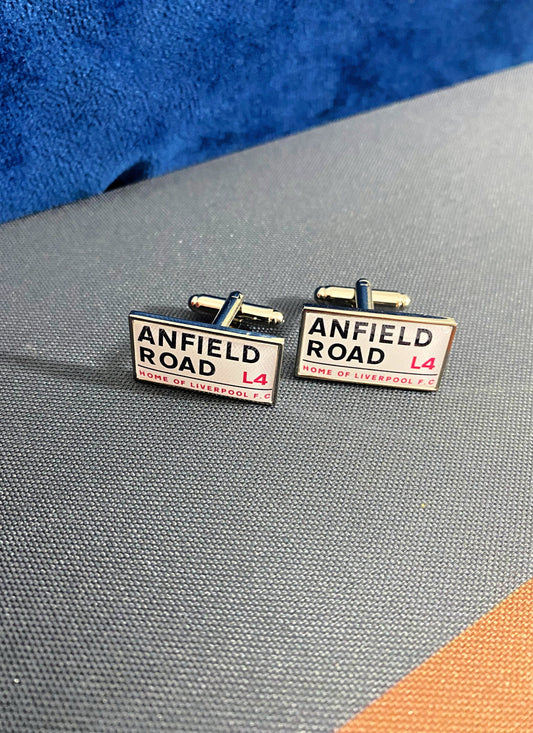 ANFIELD
ROAD L4
HOME OF LIVERPOOL F.C
ANFIELD
ROAD L4
HOME OF LIVERPOOL F.C